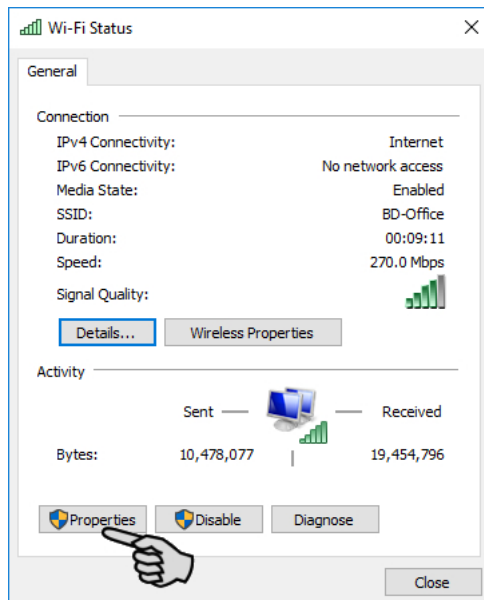 Wi-Fi Status
General
Connection
IPv4 Connectivity: Internet
IPv6 Connectivity: No network access
Media State: Enabled
SSID: BD-Office
Duration: 00:09:11
Speed: 270.0 Mbps
Signal Quality:
Details... Wireless Properties
Activity
Sent Received
Bytes: 10,478,077 19,454,796
Properties Disable Diagnose
Close